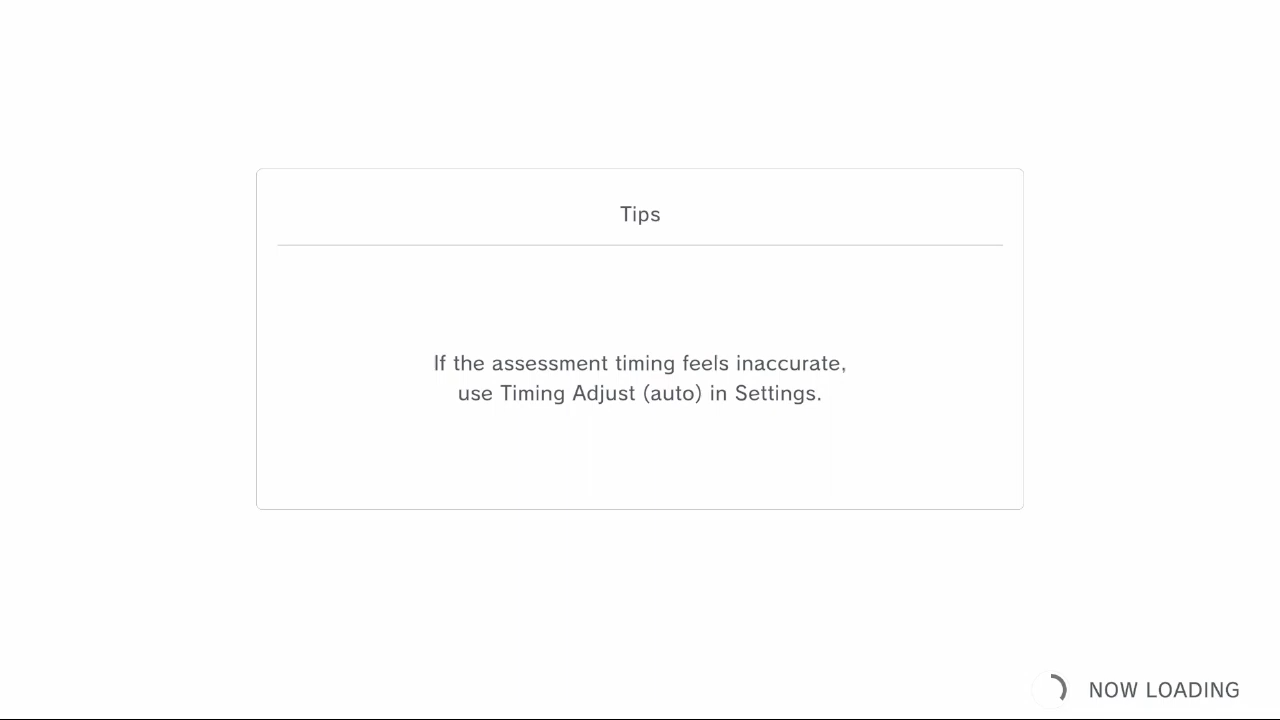 Tips
If the assessment timing feels inaccurate,
use Timing Adjust (auto) in Settings.
NOW LOADING